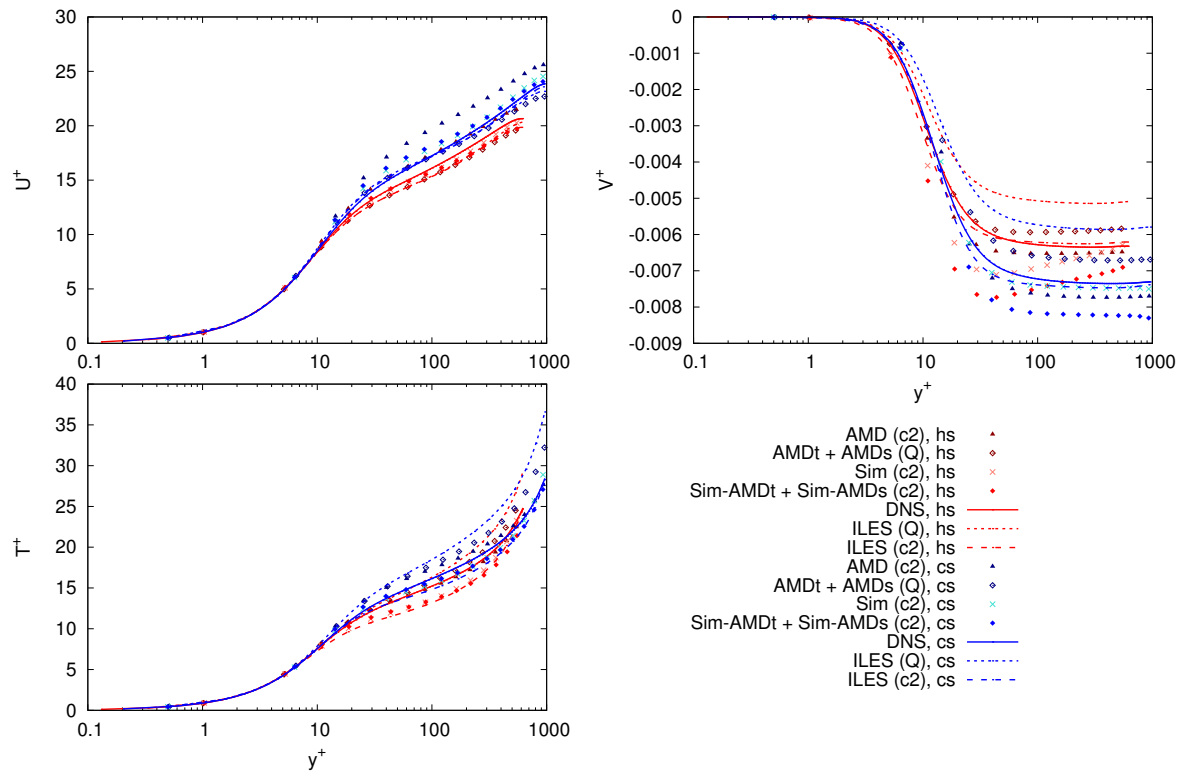 30
25
20
15
10
5
0
0.1 1 10 100 1000
U+
0
-0.001
-0.002
-0.003
-0.004
-0.005
-0.006
-0.007
-0.008
-0.009
0.1 1 10 100 1000
V+
y+
40
35
30
25
20
15
10
5
0
0.1 1 10 100 1000
T+
y+
AMD (c2), hs
AMDt + AMDs (Q), hs
Sim (c2), hs
Sim-AMDt + Sim-AMDs (c2), hs
DNS, hs
ILES (Q), hs
ILES (c2), hs
AMD (c2), cs
AMDt + AMDs (Q), cs
Sim (c2), cs
Sim-AMDt + Sim-AMDs (c2), cs
DNS, cs
ILES (Q), cs
ILES (c2), cs